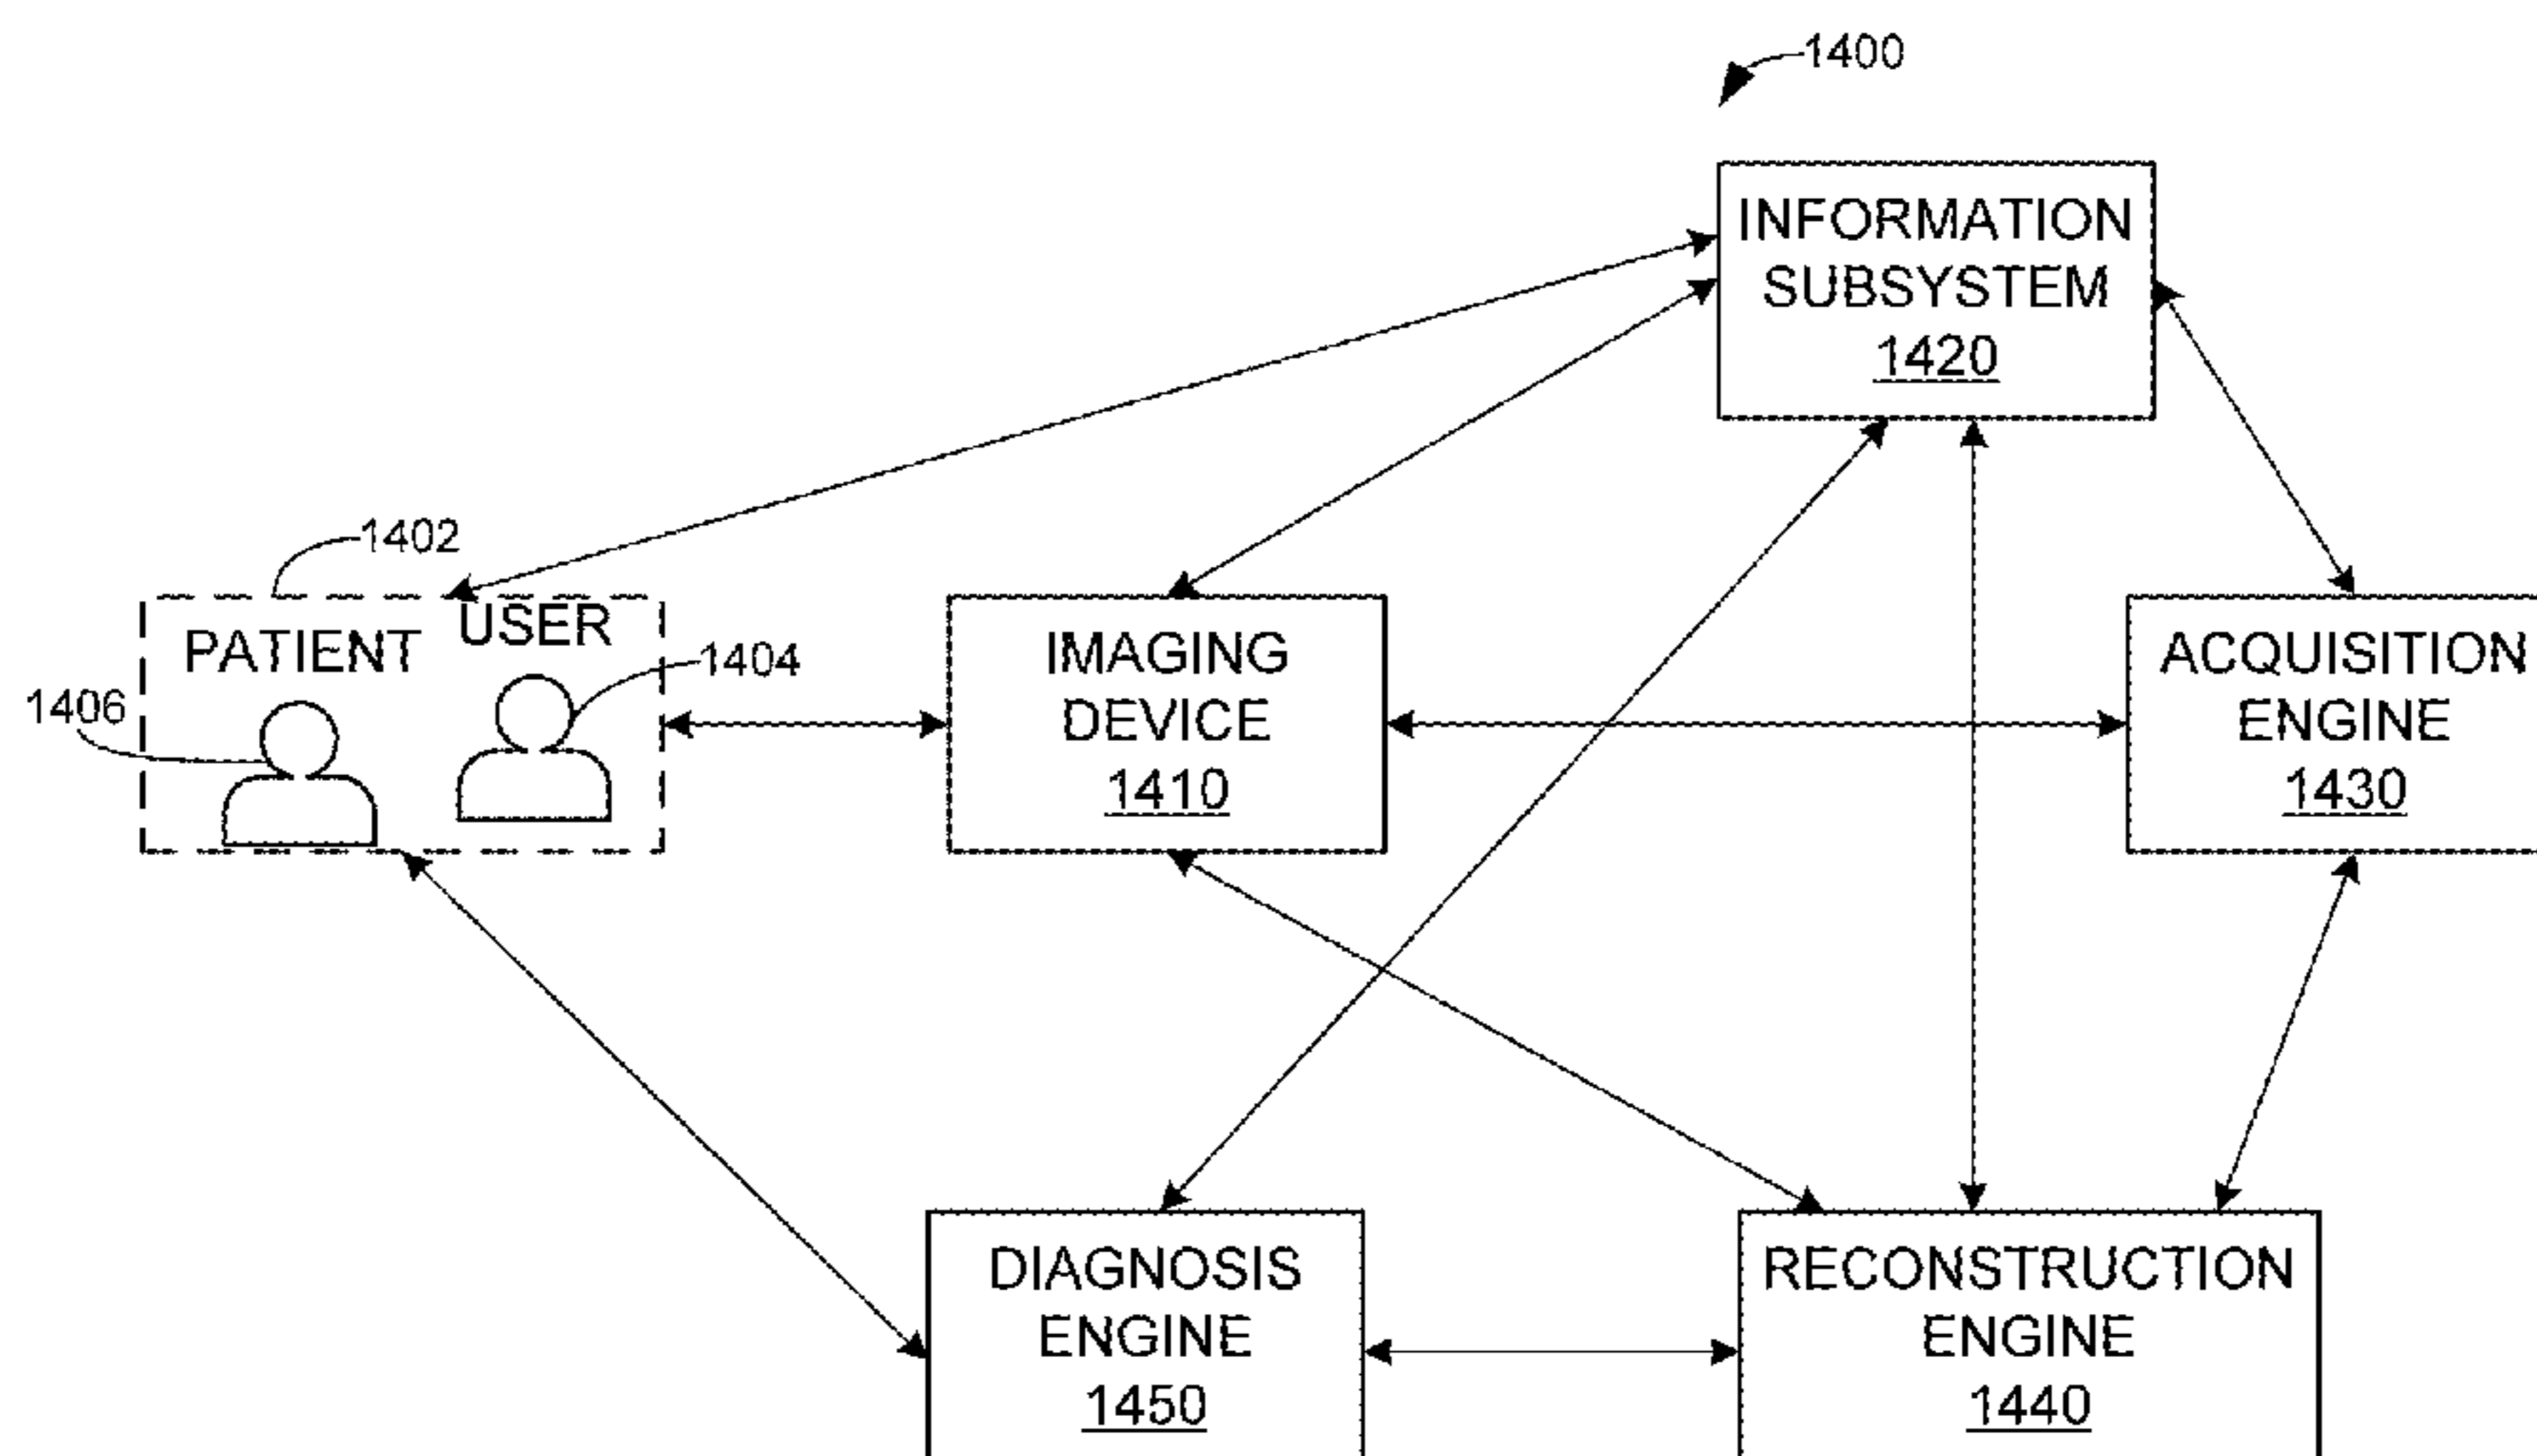 1400
INFORMATION
SUBSYSTEM
1420
1402
PATIENT
USER
1404
1406
IMAGING
DEVICE
1410
ACQUISITION
ENGINE
1430
DIAGNOSIS
ENGINE
1450
RECONSTRUCTION
ENGINE
1440